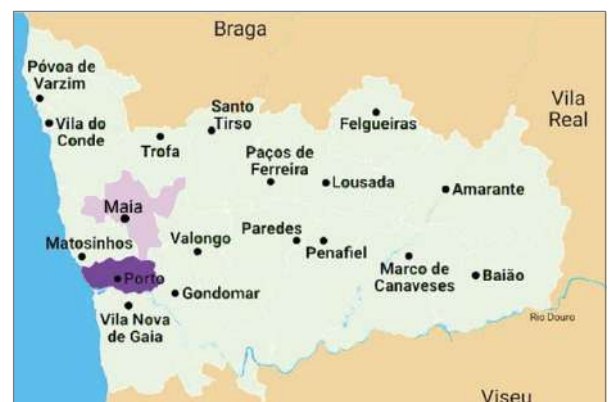 Braga
Póvoa de
Varzim
Vila do
Conde
Trofa
Santo
Tirso
Felgueiras
Vila
Real
Paços de
Ferreira
Lousada
Amarante
Maia
Matosinhos
Valongo
Paredes
Penafiel
Marco de
Canaveses
Baião
Porto
Gondomar
Vila Nova
de Gaia
Rio Douro
Viseu